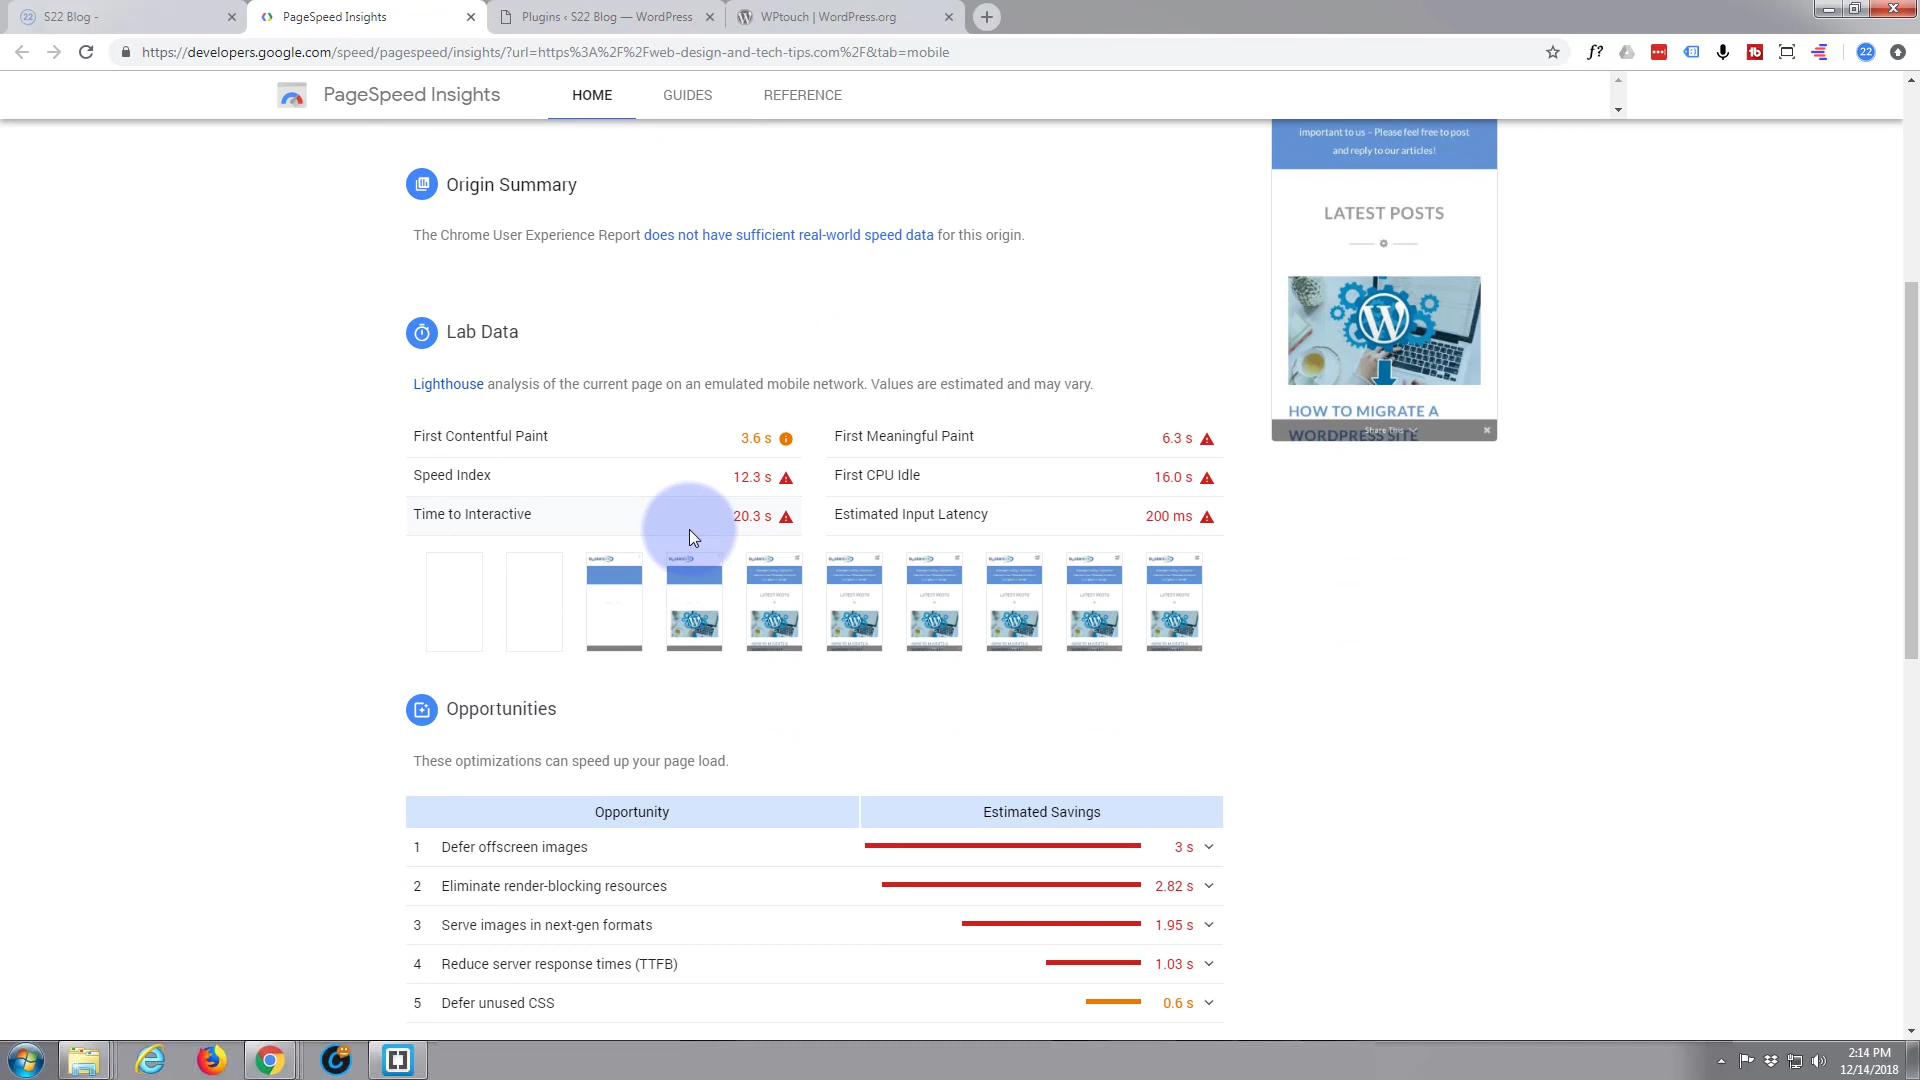 S22 Blog -
PageSpeed Insights
Plugins ‹ S22 Blog — WordPress
WPtouch | WordPress.org
https://developers.google.com/speed/pagespeed/insights/?url=https%3A%2F%2Fweb-design-and-tech-tips.com%2F&tab=mobile
f?
22
PageSpeed Insights
HOME
GUIDES
REFERENCE
important to us – Please feel free to post
and reply to our articles!
Origin Summary
The Chrome User Experience Report does not have sufficient real-world speed data for this origin.
LATEST POSTS
Lab Data
Lighthouse analysis of the current page on an emulated mobile network. Values are estimated and may vary.
HOW TO MIGRATE A
WORDPRESS SITE
Share This
First Contentful Paint 3.6 s
First Meaningful Paint 6.3 s
Speed Index 12.3 s
First CPU Idle 16.0 s
Time to Interactive 20.3 s
Estimated Input Latency 200 ms
Opportunities
These optimizations can speed up your page load.
Opportunity Estimated Savings
1 Defer offscreen images 3 s
2 Eliminate render-blocking resources 2.82 s
3 Serve images in next-gen formats 1.95 s
4 Reduce server response times (TTFB) 1.03 s
5 Defer unused CSS 0.6 s
2:14 PM
12/14/2018